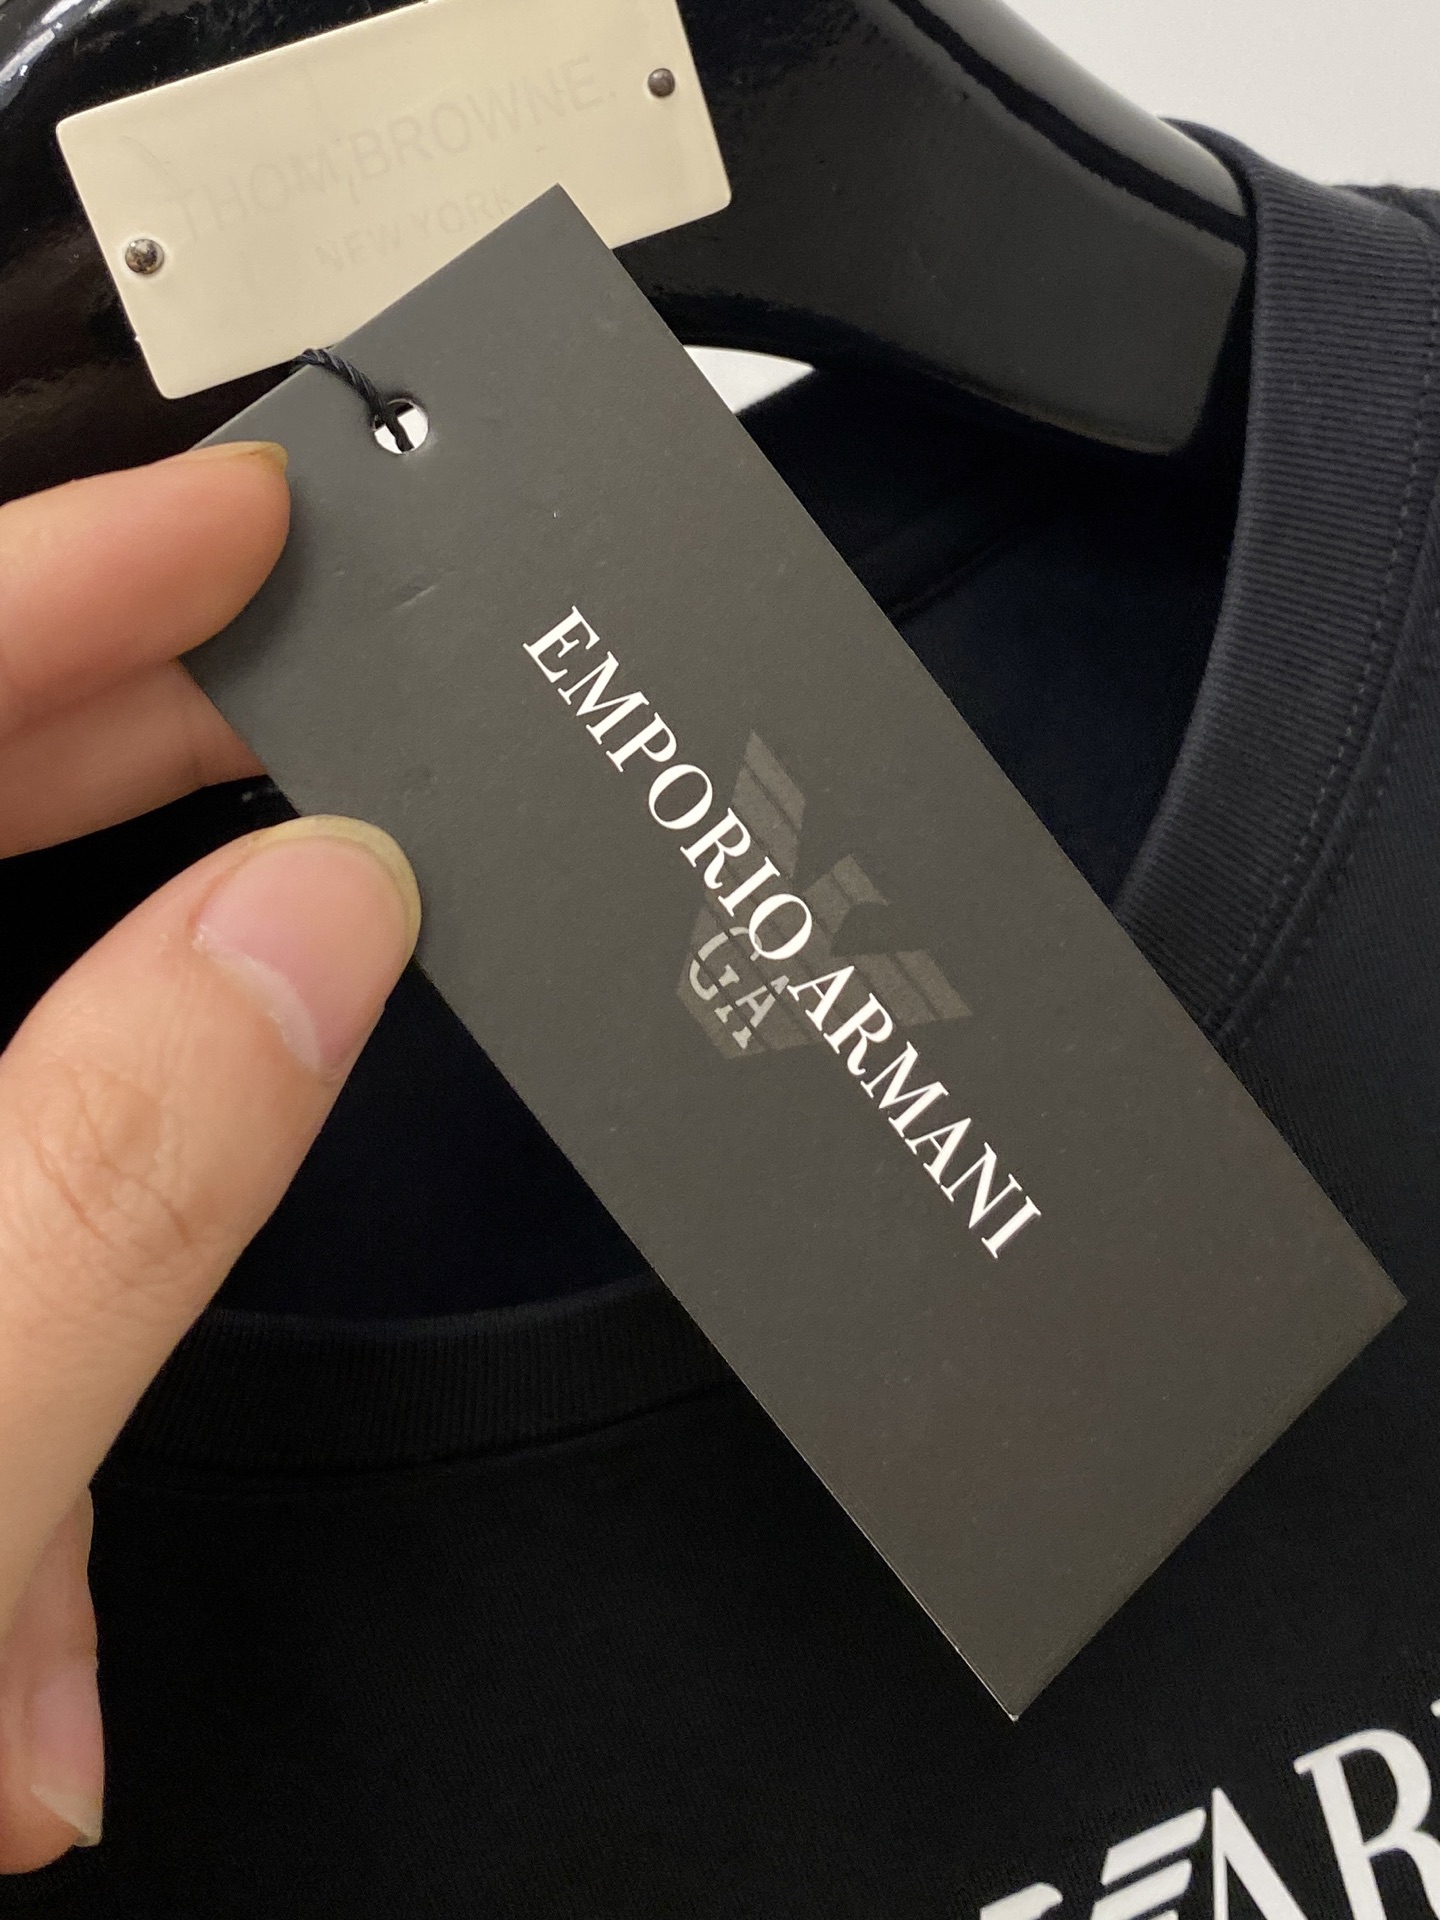 THOM BROWNE.
NEW YORK
EMPORIO ARMANI
GA
AR